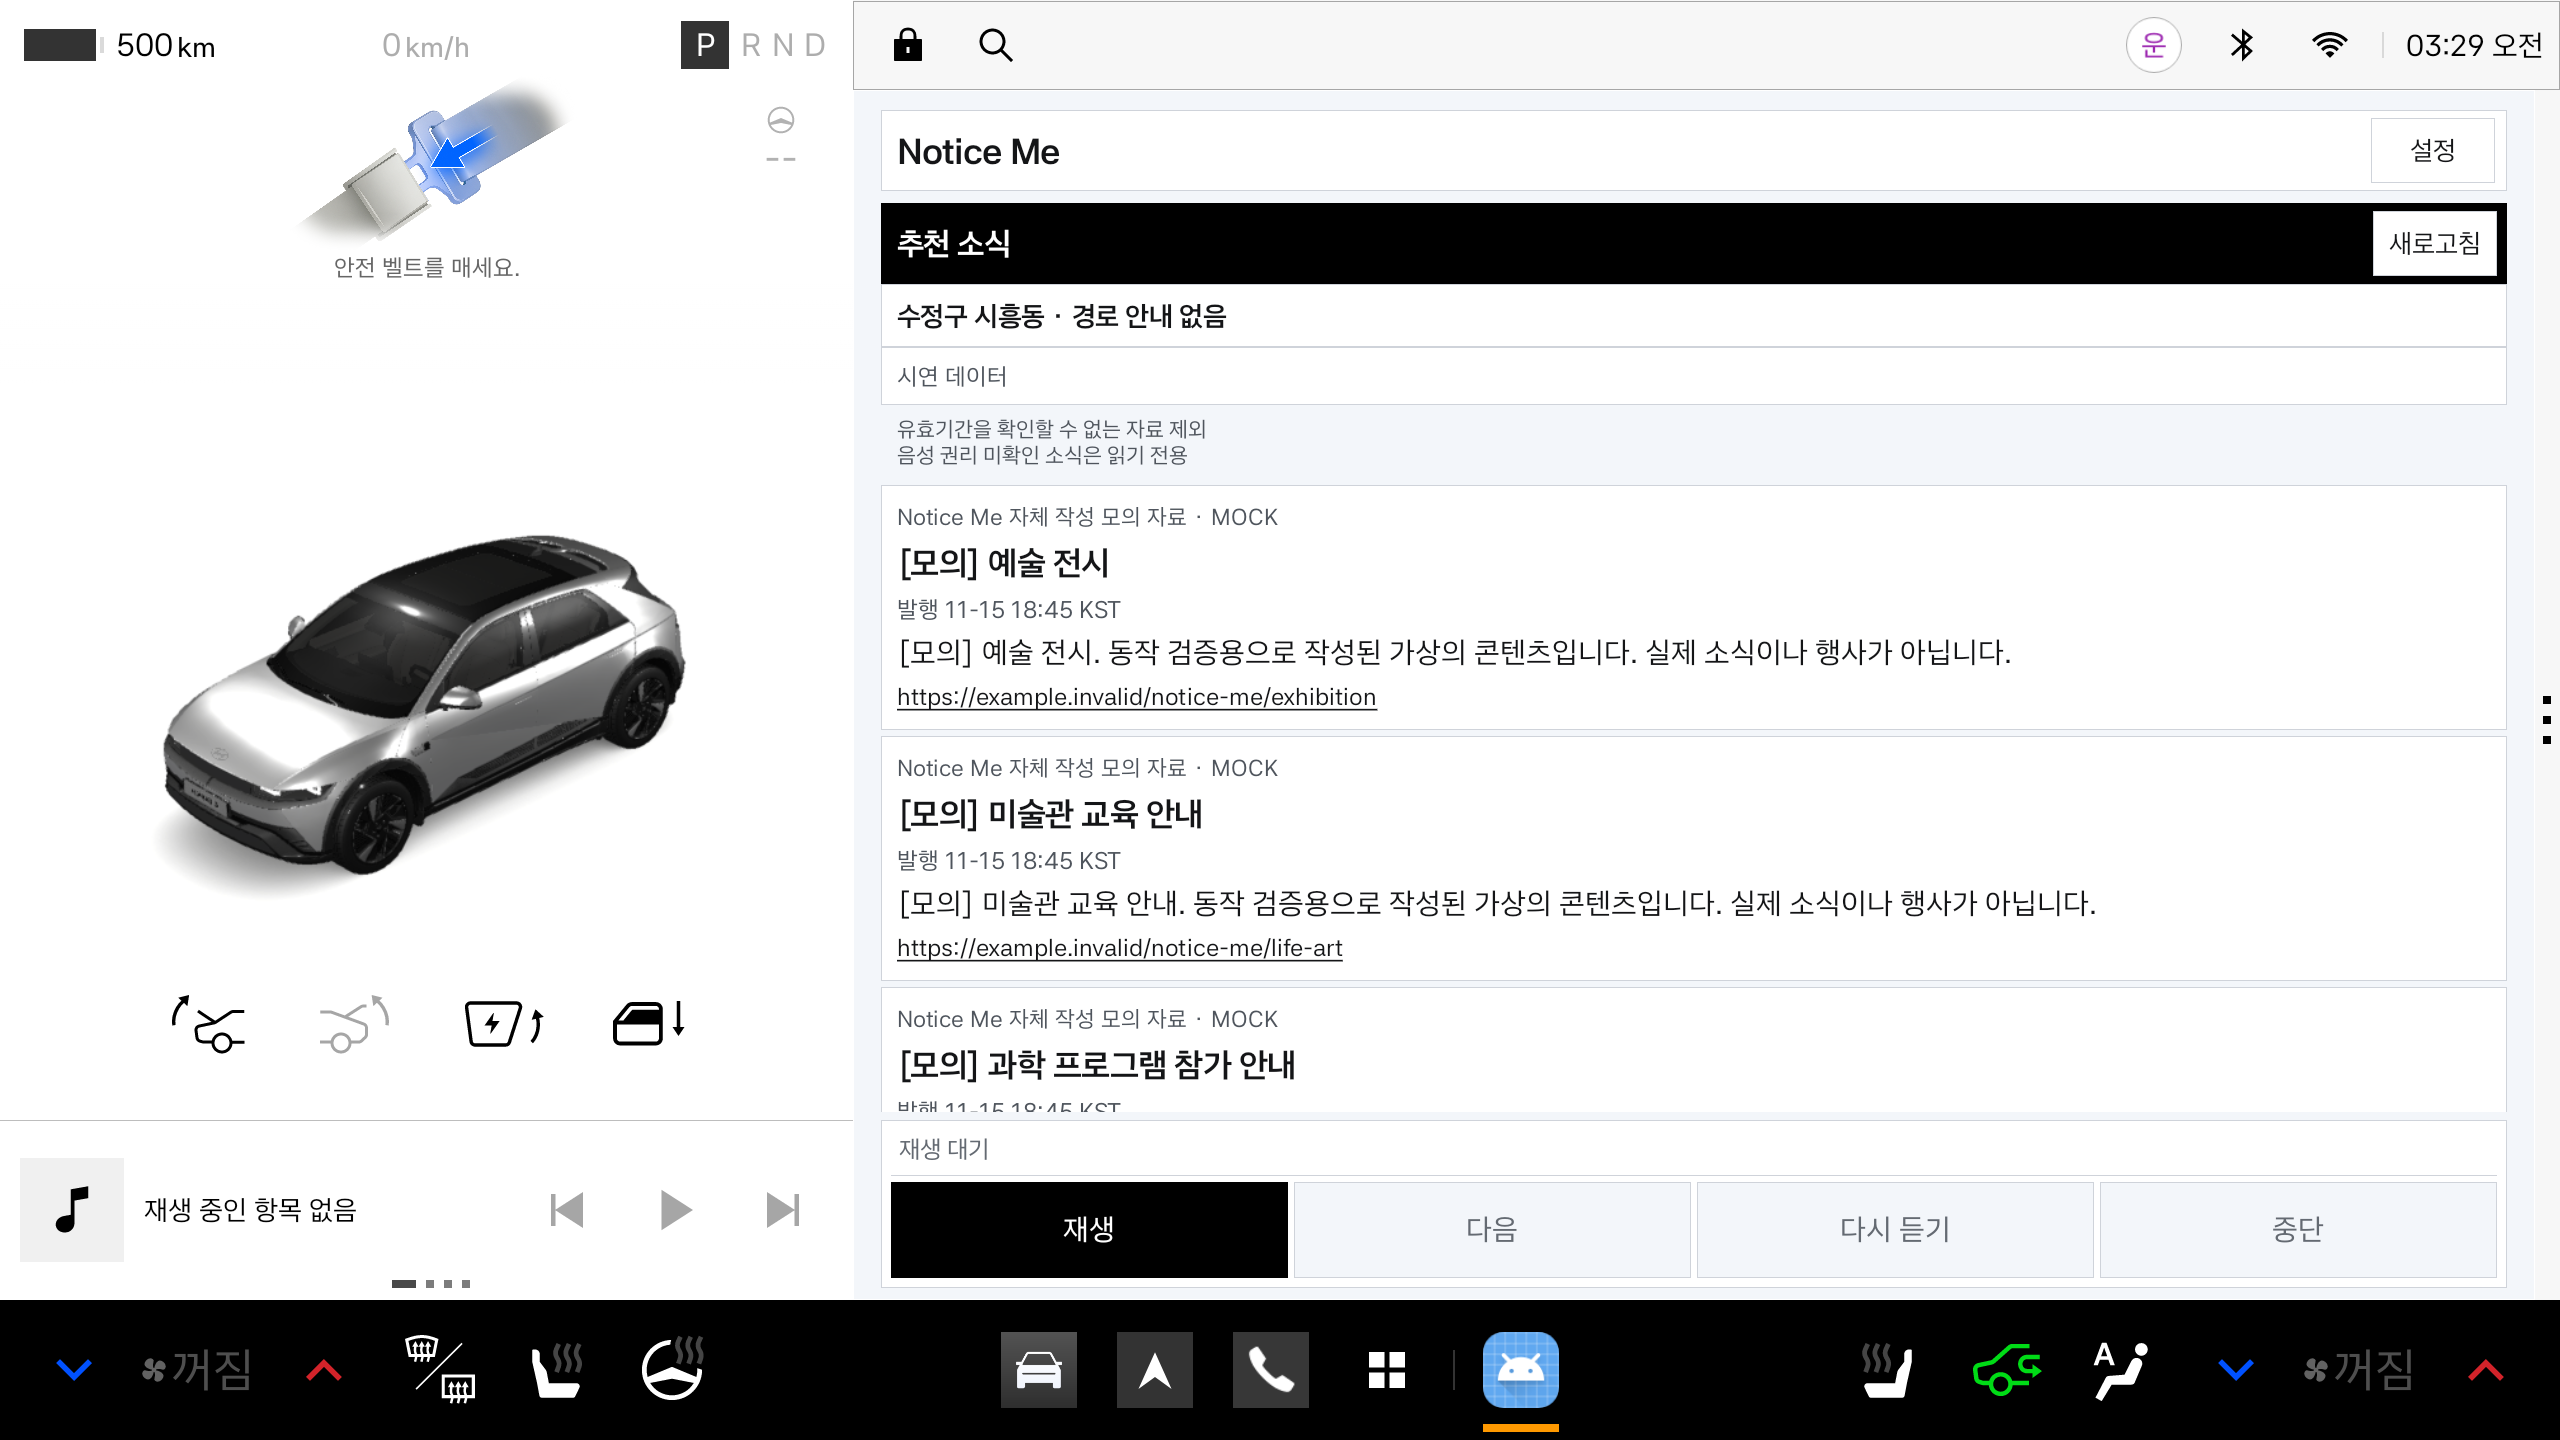 500 km
0 km/h
P R N D
운
03:29 오전
안전 벨트를 매세요.
Notice Me
설정
추천 소식
새로고침
수정구 시흥동 · 경로 안내 없음
시연 데이터
유효기간을 확인할 수 없는 자료 제외
음성 권리 미확인 소식은 읽기 전용
Notice Me 자체 작성 모의 자료 · MOCK
[모의] 예술 전시
발행 11-15 18:45 KST
[모의] 예술 전시. 동작 검증용으로 작성된 가상의 콘텐츠입니다. 실제 소식이나 행사가 아닙니다.
https://example.invalid/notice-me/exhibition
Notice Me 자체 작성 모의 자료 · MOCK
[모의] 미술관 교육 안내
발행 11-15 18:45 KST
[모의] 미술관 교육 안내. 동작 검증용으로 작성된 가상의 콘텐츠입니다. 실제 소식이나 행사가 아닙니다.
https://example.invalid/notice-me/life-art
Notice Me 자체 작성 모의 자료 · MOCK
[모의] 과학 프로그램 참가 안내
발행 11-15 18:45 KST
재생 대기
재생
다음
다시 듣기
중단
재생 중인 항목 없음
꺼짐
A
꺼짐